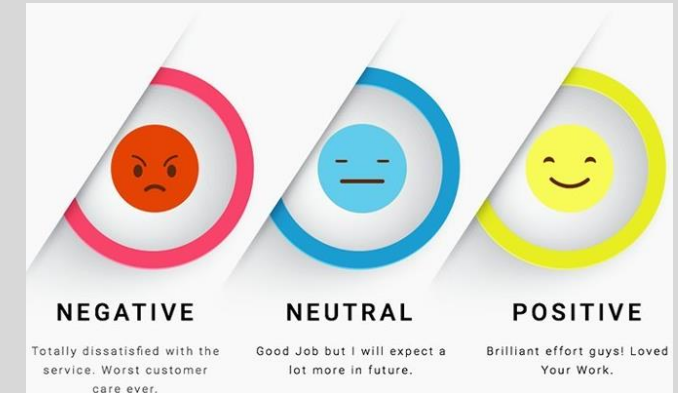 NEGATIVE
Totally dissatisfied with the
service. Worst customer
care ever.
NEUTRAL
Good Job but I will expect a
lot more in future.
POSITIVE
Brilliant effort guys! Loved
Your Work.